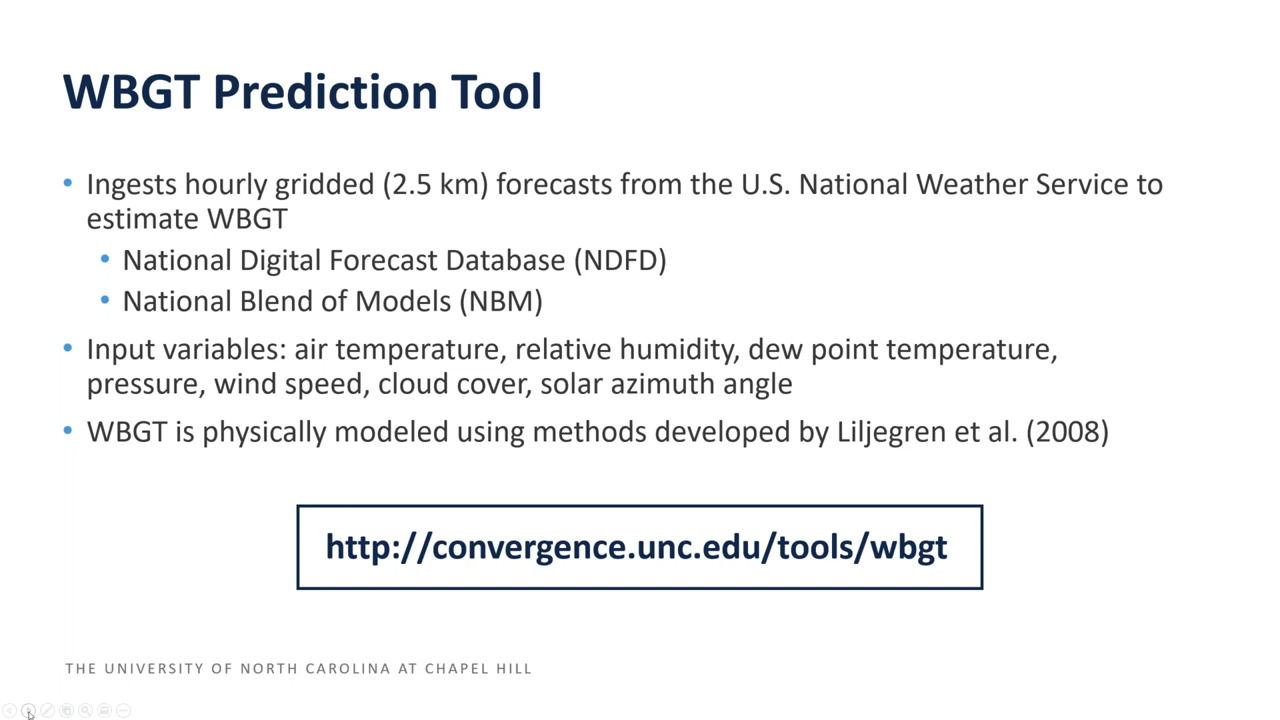 WBGT Prediction Tool
• Ingests hourly gridded (2.5 km) forecasts from the U.S. National Weather Service to
estimate WBGT
• National Digital Forecast Database (NDFD)
• National Blend of Models (NBM)
• Input variables: air temperature, relative humidity, dew point temperature,
pressure, wind speed, cloud cover, solar azimuth angle
• WBGT is physically modeled using methods developed by Liljegren et al. (2008)
http://convergence.unc.edu/tools/wbgt
THE UNIVERSITY OF NORTH CAROLINA AT CHAPEL HILL